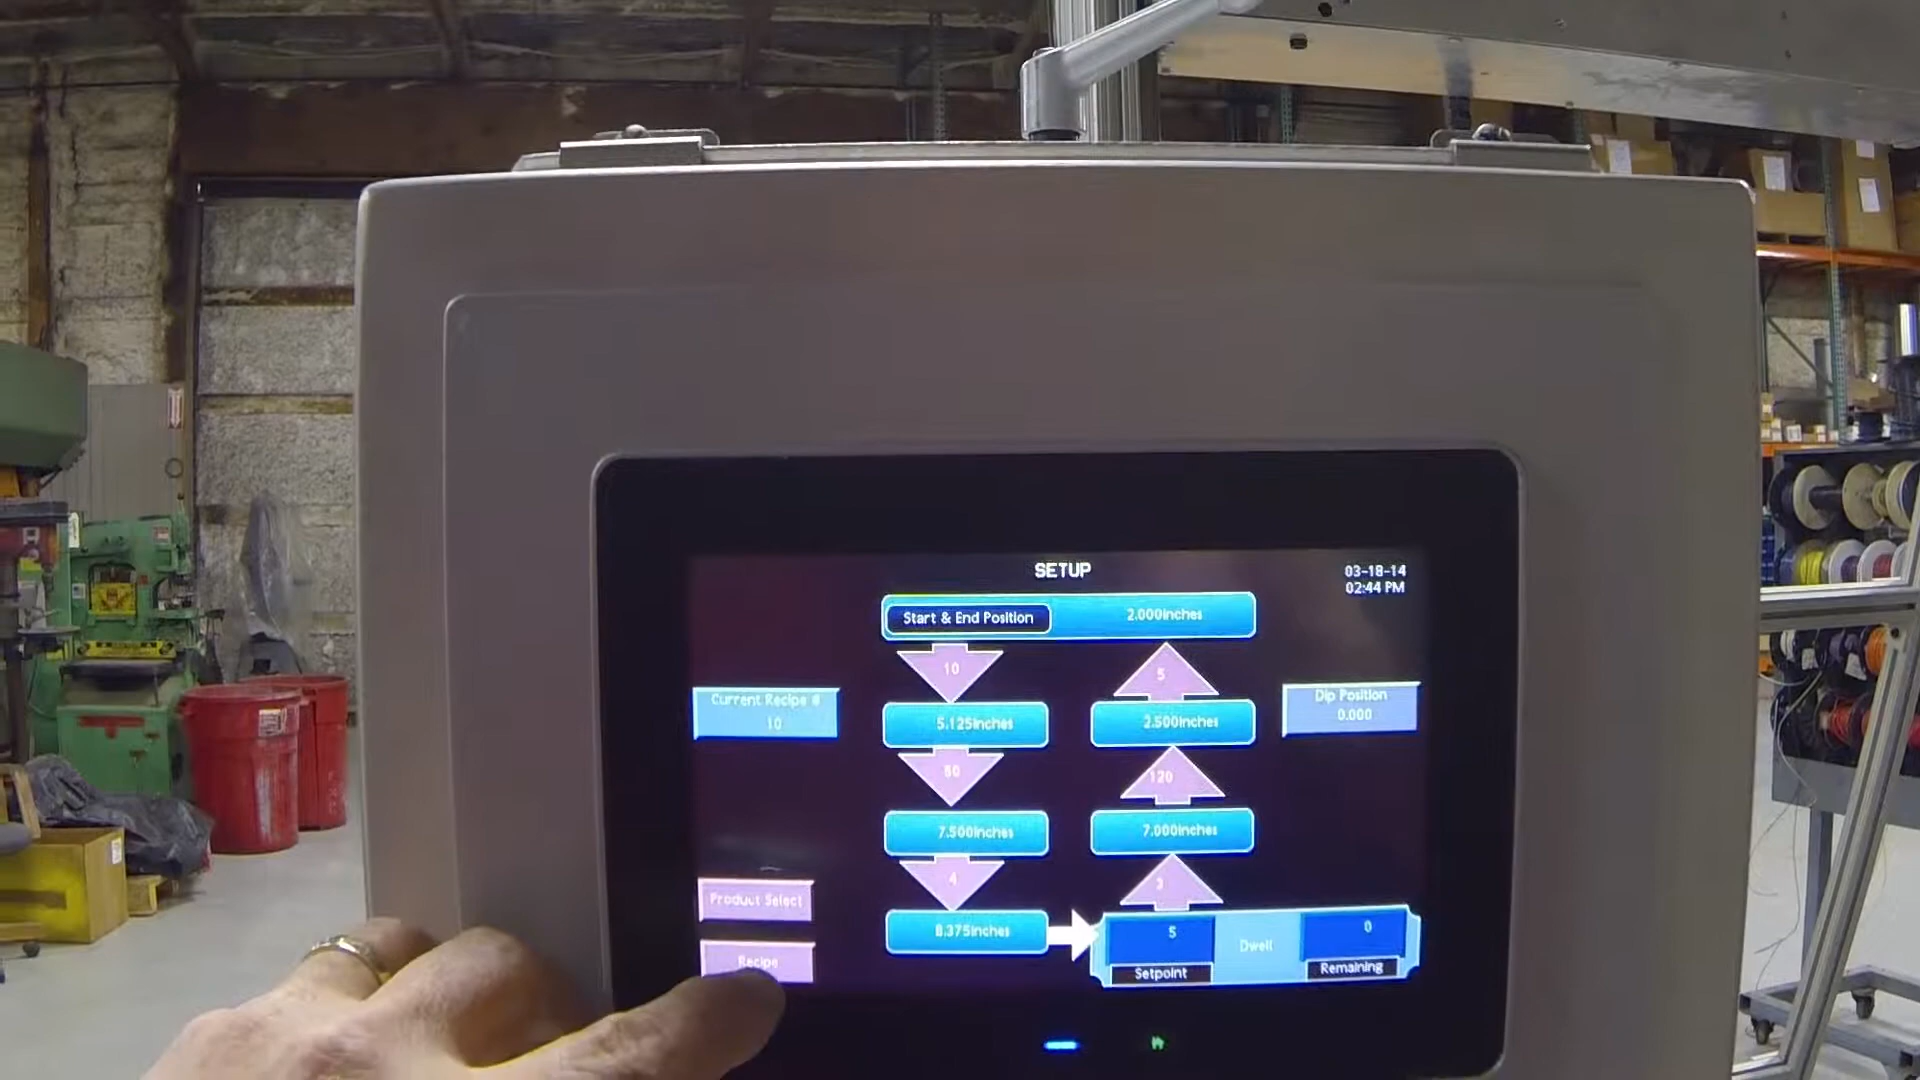 SETUP
03-18-14
02:44 PM
Start & End Position
2.000inches
10
5
Current Recipe #
10
5.125inches
2.500inches
Dip Position
0.000
120
7.500inches
7.000inches
4
3
Product Select
8.375inches
5
Dwell
0
Recipe
Setpoint
Remaining